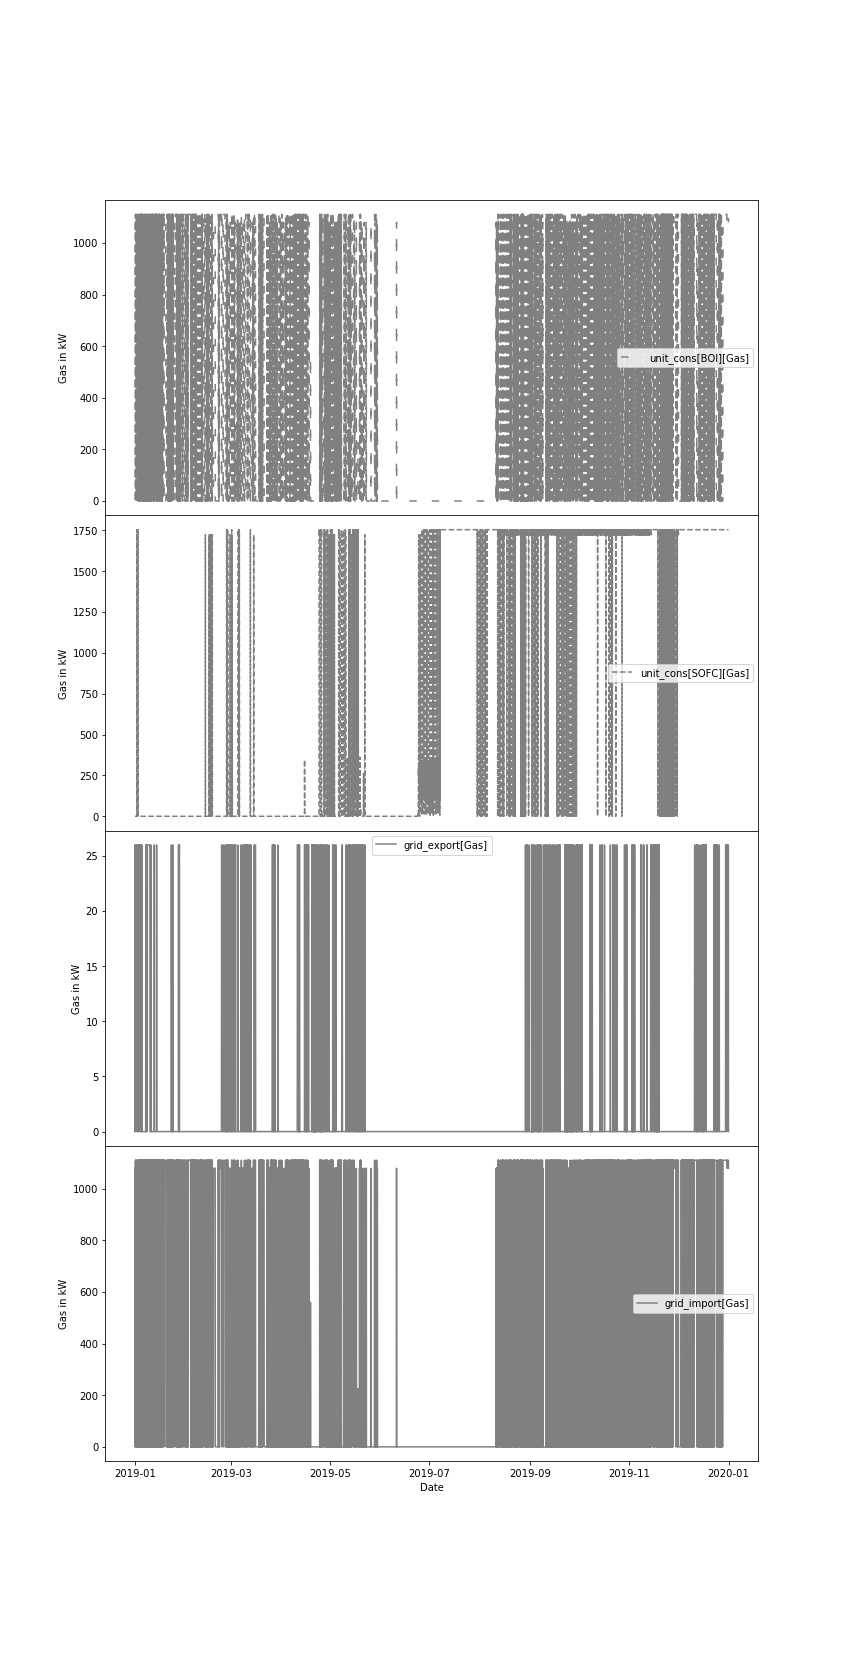 1000
800
600
400
200
0
Gas in kW
unit_cons[BOI][Gas]
1750
1500
1250
1000
750
500
250
0
Gas in kW
unit_cons[SOFC][Gas]
grid_export[Gas]
25
20
15
10
5
0
Gas in kW
1000
800
600
400
200
0
Gas in kW
grid_import[Gas]
2019-01 2019-03 2019-05 2019-07 2019-09 2019-11 2020-01
Date